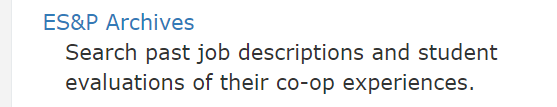 ES&P Archives
Search past job descriptions and student
evaluations of their co-op experiences.